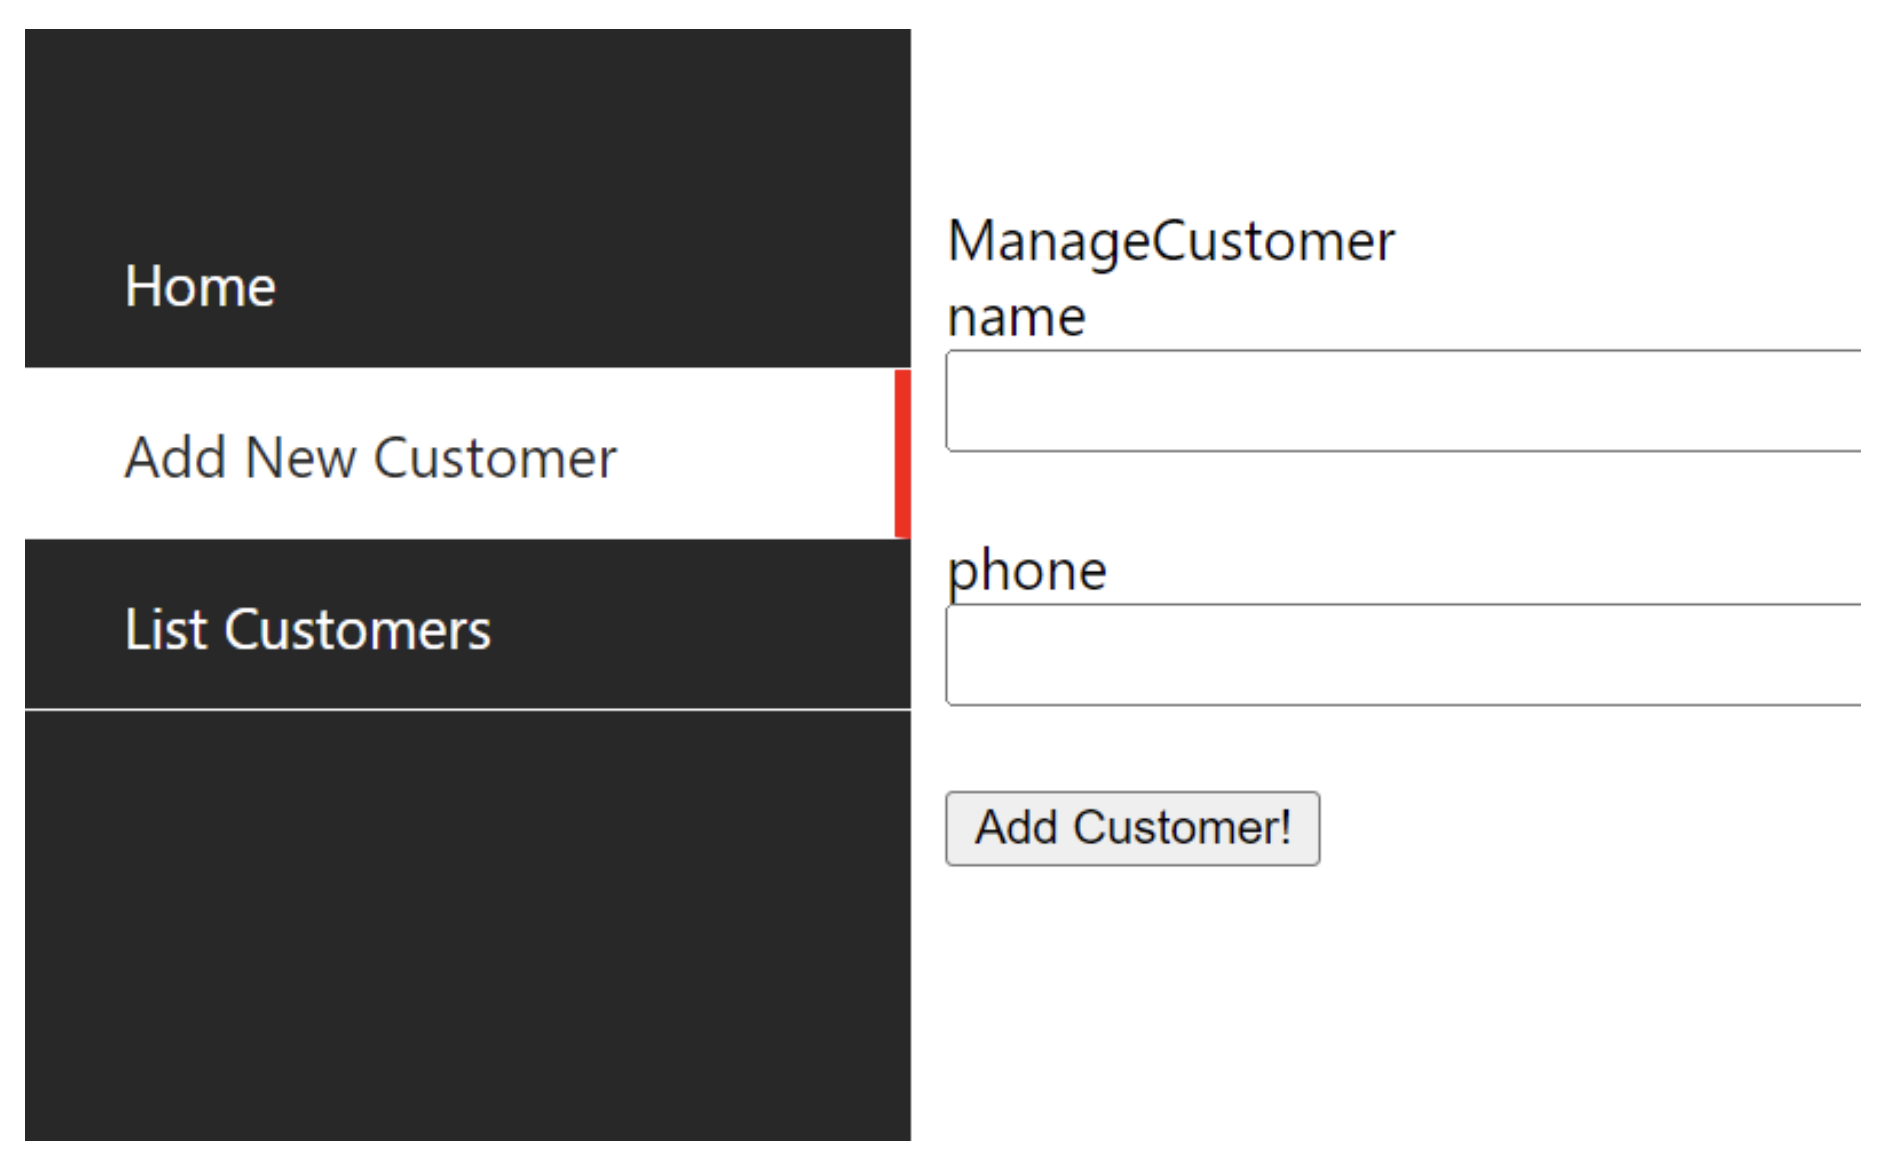 Home
Add New Customer
List Customers
ManageCustomer
name
phone
Add Customer!